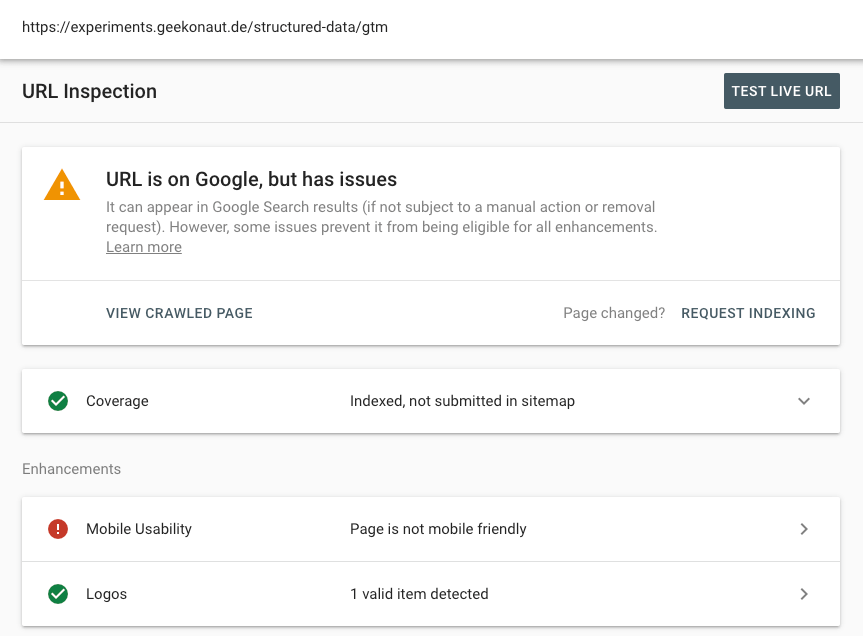 https://experiments.geekonaut.de/structured-data/gtm
URL Inspection
TEST LIVE URL
URL is on Google, but has issues
It can appear in Google Search results (if not subject to a manual action or removal
request). However, some issues prevent it from being eligible for all enhancements.
Learn more
VIEW CRAWLED PAGE
Page changed? REQUEST INDEXING
Coverage
Indexed, not submitted in sitemap
Enhancements
Mobile Usability
Page is not mobile friendly
Logos
1 valid item detected